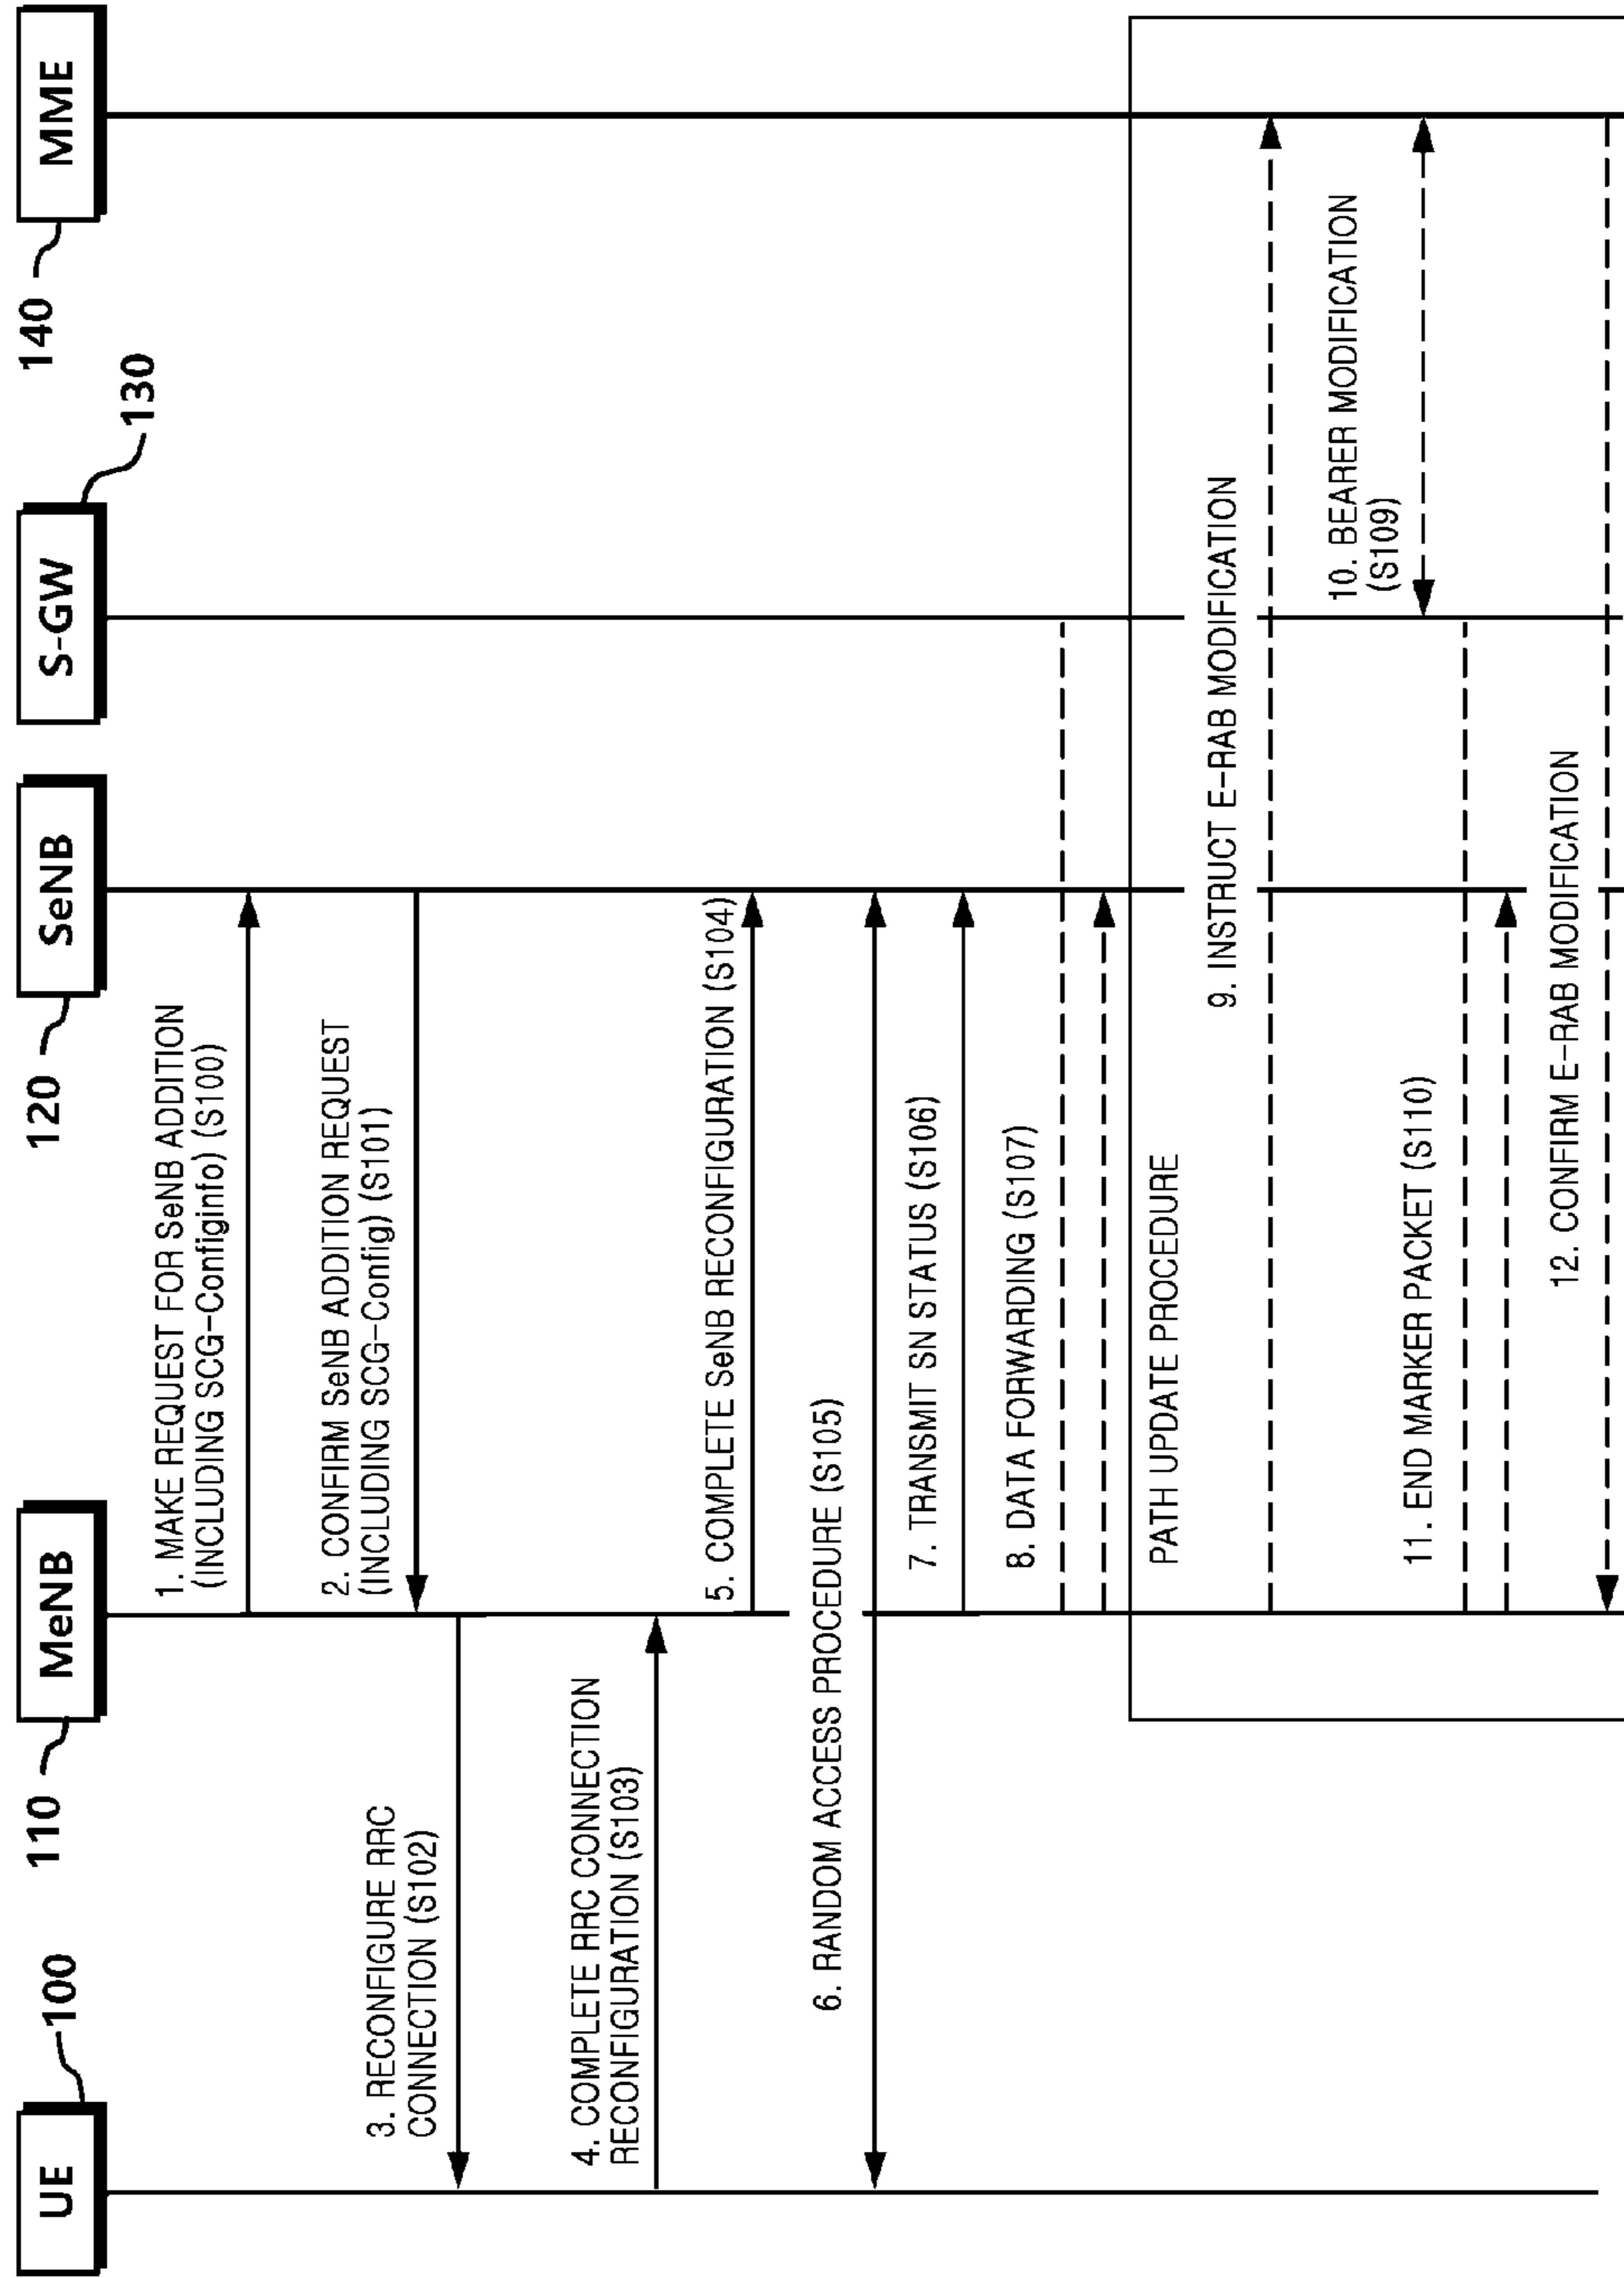 UE
MeNB
SeNB
S-GW
MME
100
110
120
130
140
1. MAKE REQUEST FOR SeNB ADDITION
(INCLUDING SCG-Configinfo) (S100)
2. CONFIRM SeNB ADDITION REQUEST
(INCLUDING SCG-Config) (S101)
3. RECONFIGURE RRC
CONNECTION (S102)
4. COMPLETE RRC CONNECTION
RECONFIGURATION (S103)
5. COMPLETE SeNB RECONFIGURATION (S104)
6. RANDOM ACCESS PROCEDURE (S105)
7. TRANSMIT SN STATUS (S106)
8. DATA FORWARDING (S107)
PATH UPDATE PROCEDURE
9. INSTRUCT E-RAB MODIFICATION
10. BEARER MODIFICATION
(S109)
11. END MARKER PACKET (S110)
12. CONFIRM E-RAB MODIFICATION